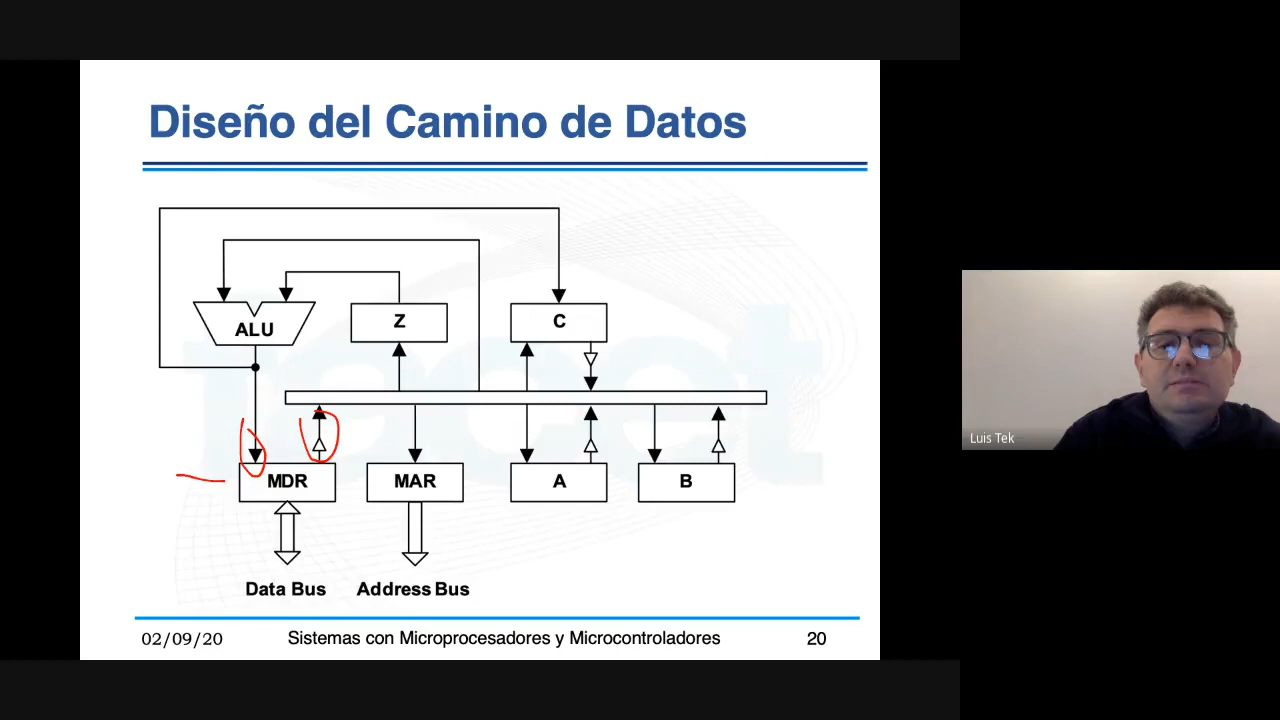 Diseño del Camino de Datos
ALU
Z
C
MDR
MAR
A
B
Data Bus
Address Bus
02/09/20
Sistemas con Microprocesadores y Microcontroladores
20
Luis Tek